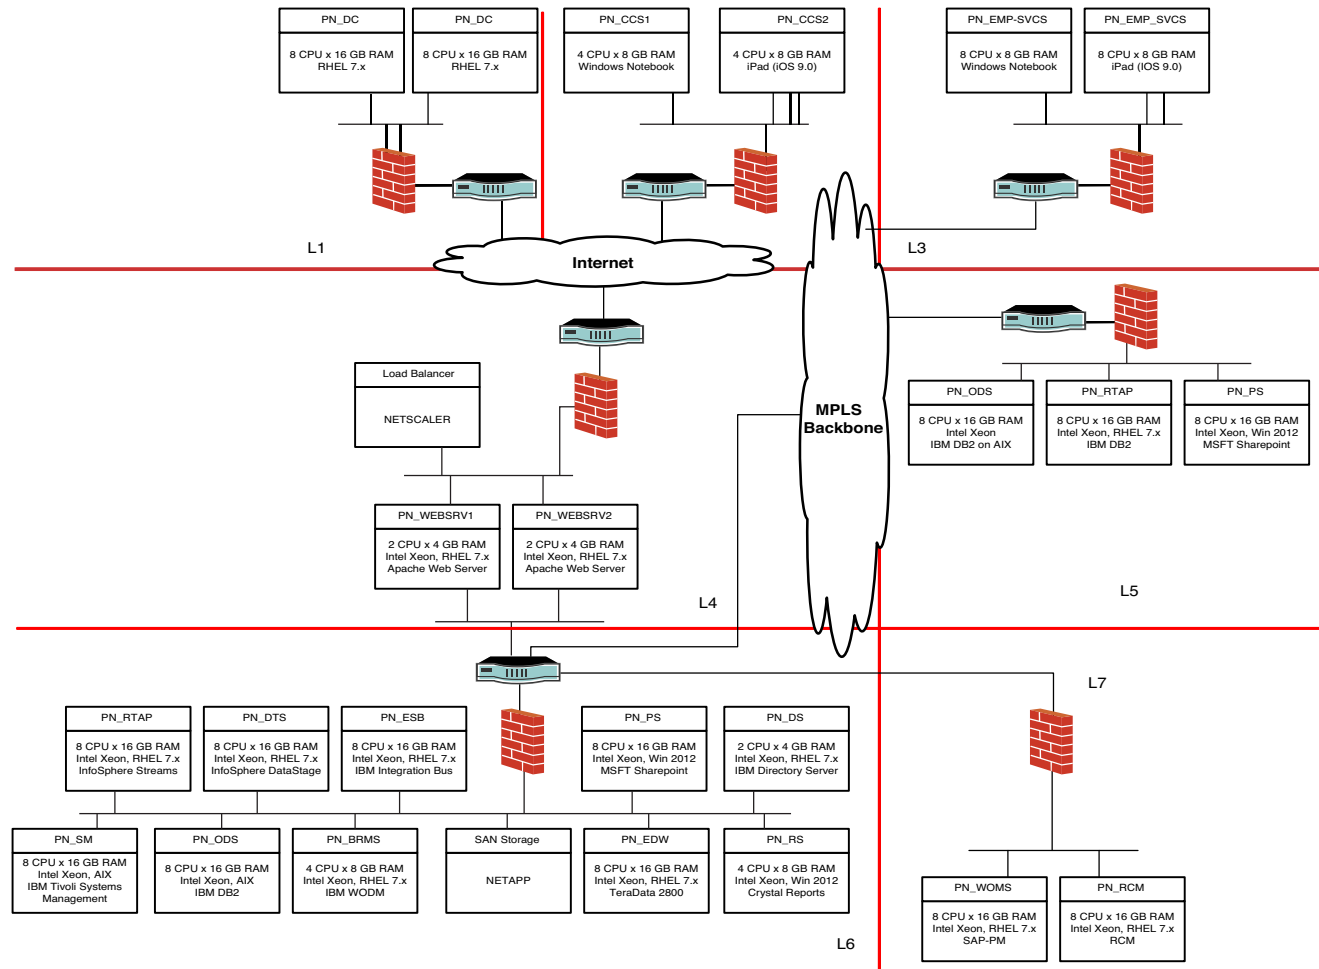 PN_DC
8 CPU x 16 GB RAM
RHEL 7.x
PN_DC
8 CPU x 16 GB RAM
RHEL 7.x
PN_CCS1
4 CPU x 8 GB RAM
Windows Notebook
PN_CCS2
4 CPU x 8 GB RAM
iPad (iOS 9.0)
PN_EMP-SVCS
8 CPU x 8 GB RAM
Windows Notebook
PN_EMP_SVCS
8 CPU x 8 GB RAM
iPad (IOS 9.0)
L1
L3
Internet
Load Balancer
NETSCALER
MPLS
Backbone
PN_ODS
8 CPU x 16 GB RAM
Intel Xeon
IBM DB2 on AIX
PN_RTAP
8 CPU x 16 GB RAM
Intel Xeon, RHEL 7.x
IBM DB2
PN_PS
8 CPU x 16 GB RAM
Intel Xeon, Win 2012
MSFT Sharepoint
PN_WEBSRV1
2 CPU x 4 GB RAM
Intel Xeon, RHEL 7.x
Apache Web Server
PN_WEBSRV2
2 CPU x 4 GB RAM
Intel Xeon, RHEL 7.x
Apache Web Server
L4
L5
L7
PN_RTAP
8 CPU x 16 GB RAM
Intel Xeon, RHEL 7.x
InfoSphere Streams
PN_DTS
8 CPU x 16 GB RAM
Intel Xeon, RHEL 7.x
InfoSphere DataStage
PN_ESB
8 CPU x 16 GB RAM
Intel Xeon, RHEL 7.x
IBM Integration Bus
PN_PS
8 CPU x 16 GB RAM
Intel Xeon, Win 2012
MSFT Sharepoint
PN_DS
2 CPU x 4 GB RAM
Intel Xeon, RHEL 7.x
IBM Directory Server
PN_SM
8 CPU x 16 GB RAM
Intel Xeon, AIX
IBM Tivoli Systems
Management
PN_ODS
8 CPU x 16 GB RAM
Intel Xeon, AIX
IBM DB2
PN_BRMS
4 CPU x 8 GB RAM
Intel Xeon, RHEL 7.x
IBM WODM
SAN Storage
NETAPP
PN_EDW
8 CPU x 16 GB RAM
Intel Xeon, RHEL 7.x
TeraData 2800
PN_RS
4 CPU x 8 GB RAM
Intel Xeon, Win 2012
Crystal Reports
PN_WOMS
8 CPU x 16 GB RAM
Intel Xeon, RHEL 7.x
SAP-PM
PN_RCM
8 CPU x 16 GB RAM
Intel Xeon, RHEL 7.x
RCM
L6